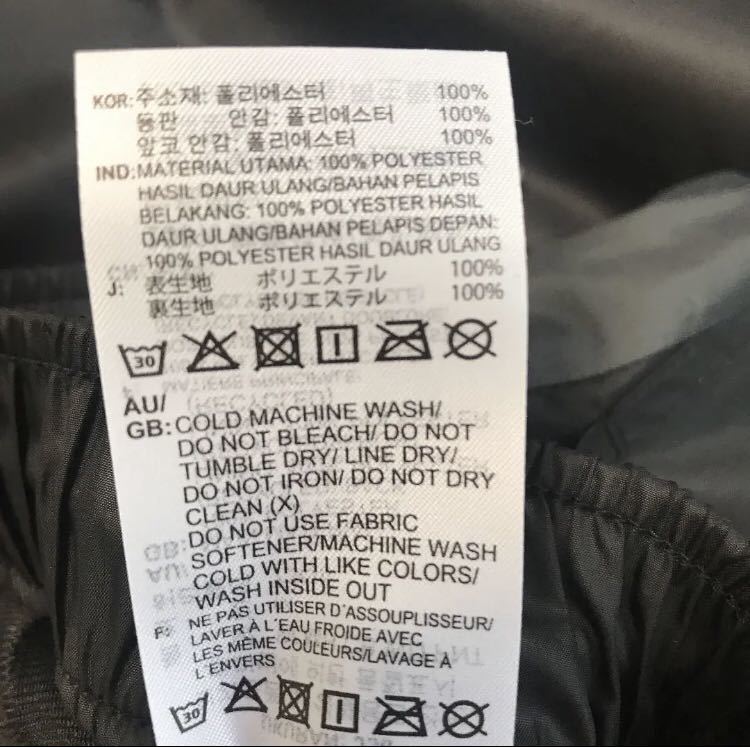 KOR:주소재: 폴리에스터 100%
등판 안감: 폴리에스터 100%
앞코 안감: 폴리에스터 100%
IND:MATERIAL UTAMA: 100% POLYESTER
HASIL DAUR ULANG/BAHAN PELAPIS
BELAKANG: 100% POLYESTER HASIL
DAUR ULANG/BAHAN PELAPIS DEPAN:
100% POLYESTER HASIL DAUR ULANG
J: 表生地 ポリエステル 100%
裏生地 ポリエステル 100%
30
AU/
GB:COLD MACHINE WASH/
DO NOT BLEACH/ DO NOT
TUMBLE DRY/ LINE DRY/
DO NOT IRON/ DO NOT DRY
CLEAN (X)
DO NOT USE FABRIC
SOFTENER/MACHINE WASH
COLD WITH LIKE COLORS/
WASH INSIDE OUT
F: NE PAS UTILISER D'ASSOUPLISSEUR/
LAVER À L'EAU FROIDE AVEC
LES MÊME COULEURS/LAVAGE À
L'ENVERS
30